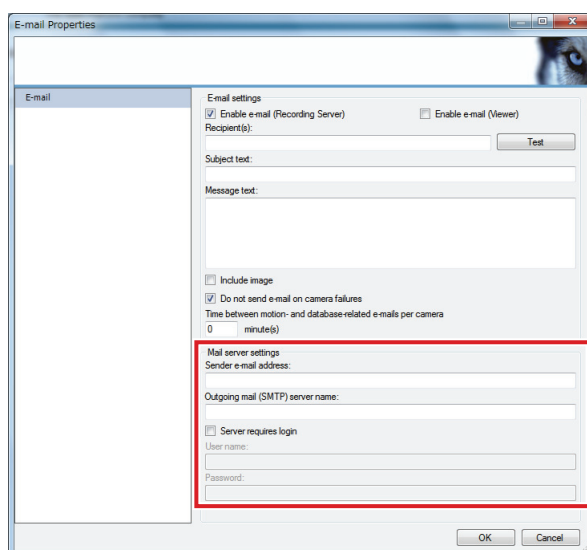 E-mail Properties
E-mail
E-mail settings
Enable e-mail (Recording Server) Enable e-mail (Viewer)
Recipient(s):
Test
Subject text:
Message text:
Include image
Do not send e-mail on camera failures
Time between motion- and database-related e-mails per camera
0 minute(s)
Mail server settings
Sender e-mail address:
Outgoing mail (SMTP) server name:
Server requires login
User name:
Password:
OK Cancel